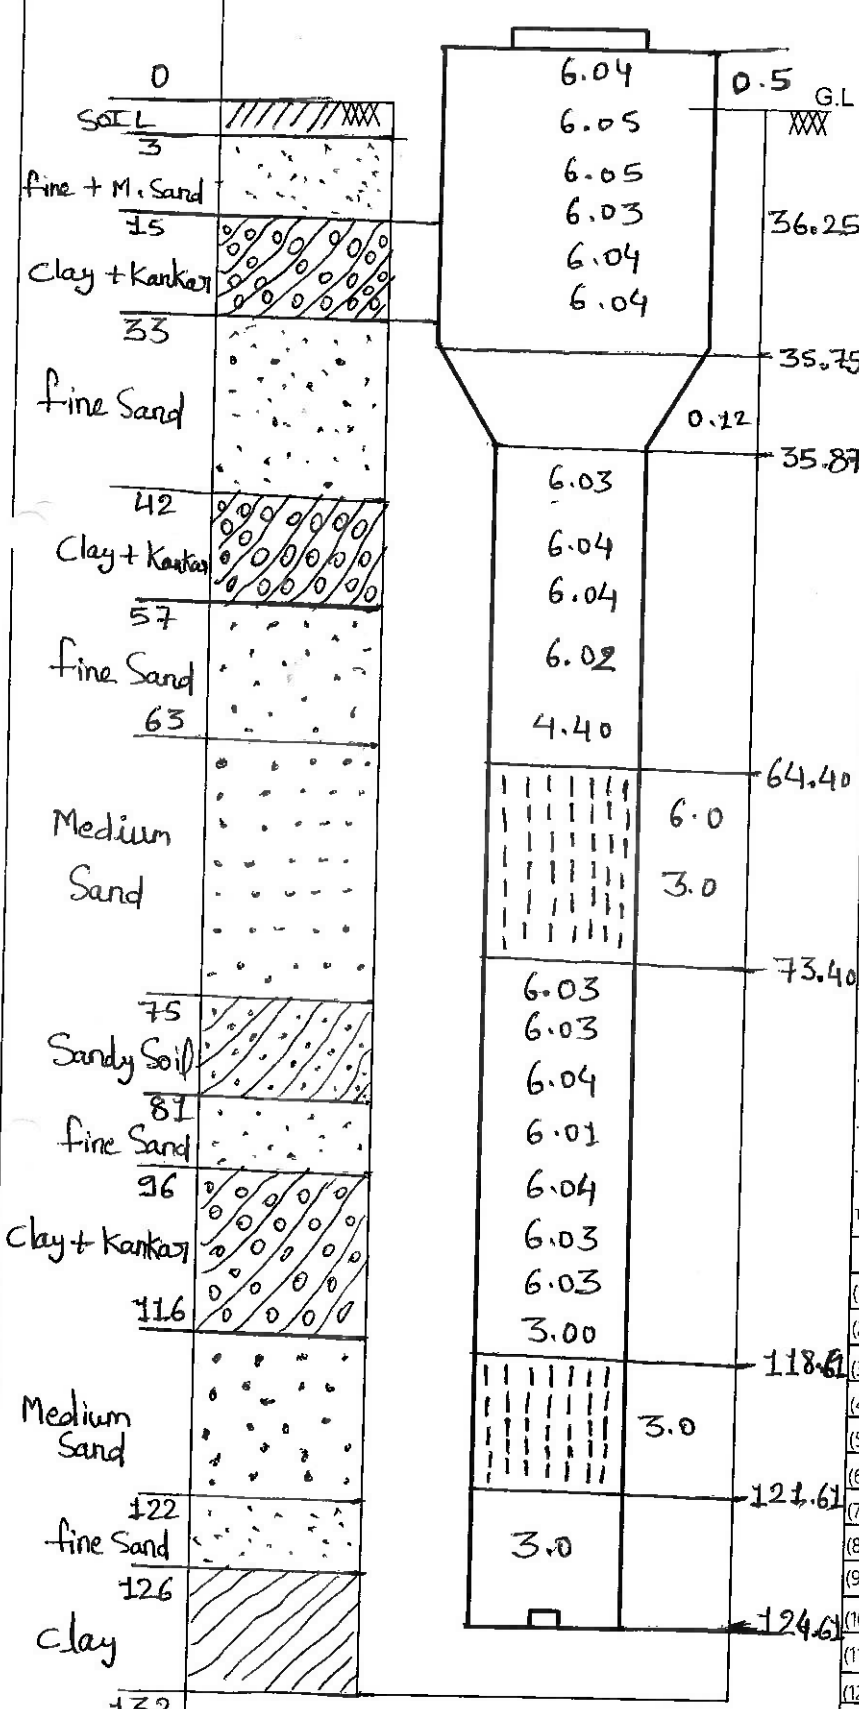 0
SOIL
3
fine + M. Sand
15
Clay + Kankar
33
fine Sand
42
Clay + Kankar
57
fine Sand
63
Medium
Sand
75
Sandy Soil
81
fine Sand
96
Clay + Kankar
116
Medium
Sand
122
fine Sand
126
Clay
132
6.04
6.05
6.05
6.03
6.04
6.04
0.5
G.L
36.25
35.75
0.12
35.87
6.03
6.04
6.04
6.02
4.40
64.40
6.0
3.0
73.40
6.03
6.03
6.04
6.01
6.04
6.03
6.03
3.00
118.61
3.0
121.61
3.0
124.61